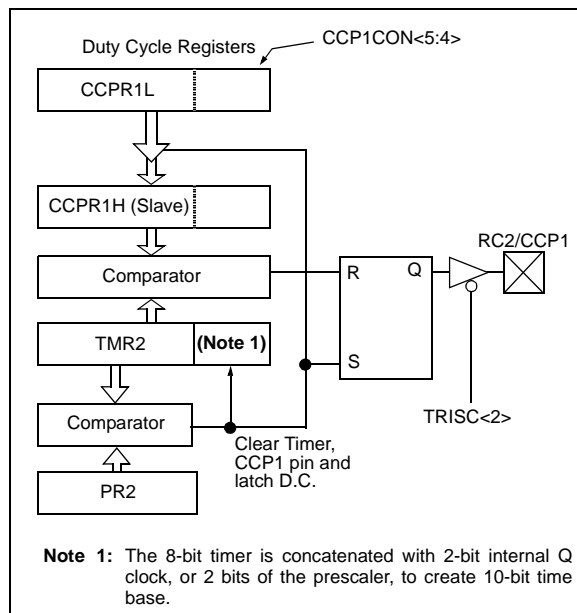 Duty Cycle Registers
CCP1CON<5:4>
CCPR1L
CCPR1H (Slave)
Comparator
RC2/CCP1
R
Q
S
TMR2
(Note 1)
Comparator
TRISC<2>
Clear Timer,
CCP1 pin and
latch D.C.
PR2
Note 1: The 8-bit timer is concatenated with 2-bit internal Q
clock, or 2 bits of the prescaler, to create 10-bit time
base.